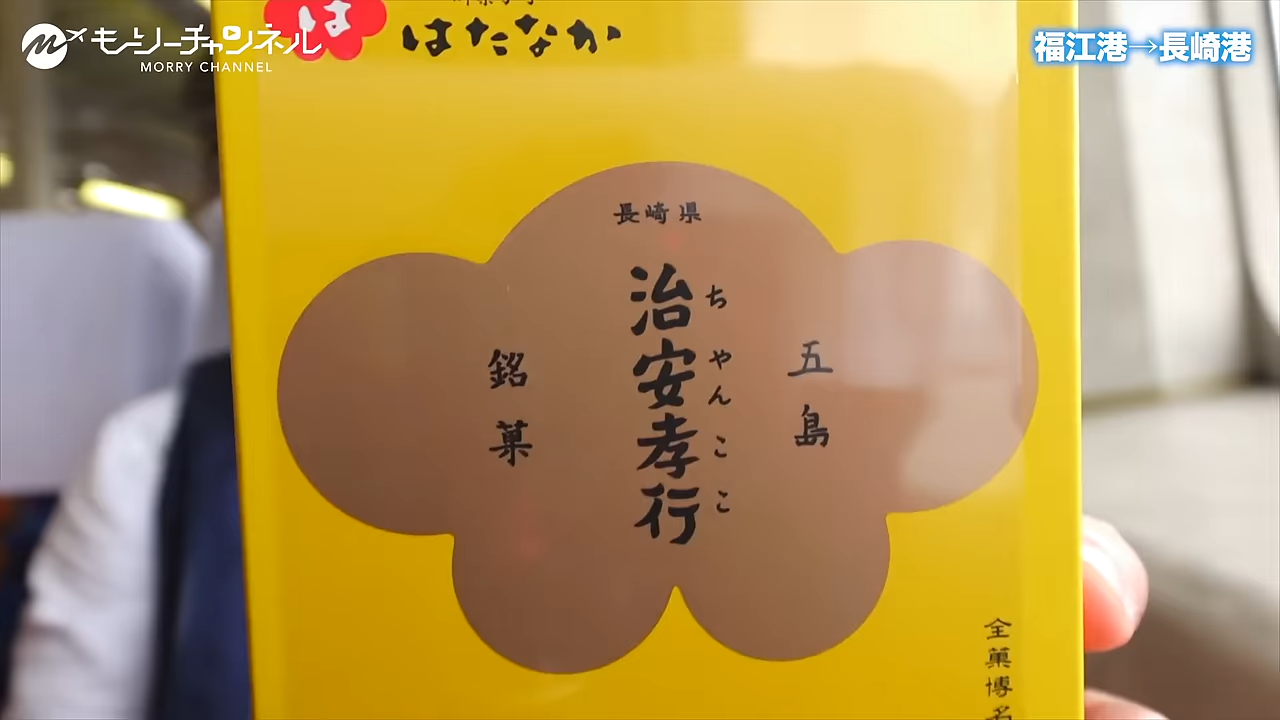 モーリーチャンネル
MORRY CHANNEL
福江港→長崎港
は
はたなか
長崎県
五島
治安孝行
ちゃんここ
銘菓
全菓博名